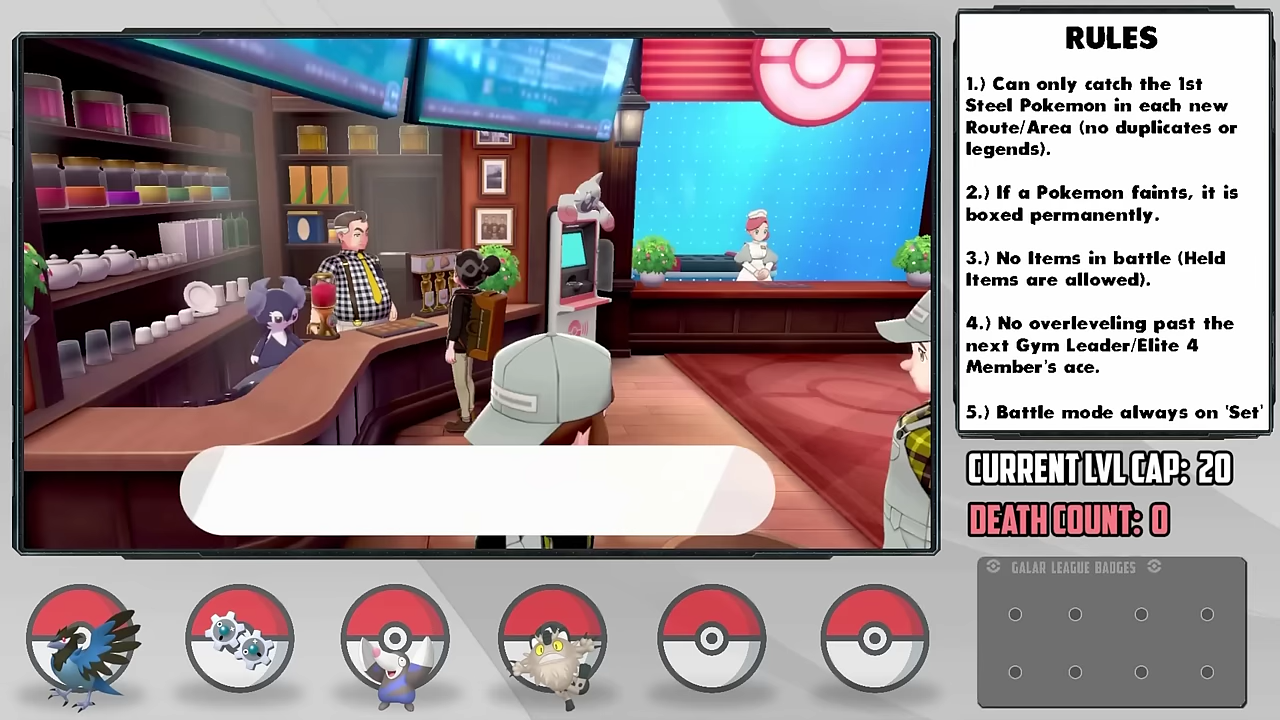 RULES
1.) Can only catch the 1st
Steel Pokemon in each new
Route/Area (no duplicates or
legends).
2.) If a Pokemon faints, it is
boxed permanently.
3.) No Items in battle (Held
Items are allowed).
4.) No overleveling past the
next Gym Leader/Elite 4
Member's ace.
5.) Battle mode always on 'Set'
CURRENT LVL CAP: 20
DEATH COUNT: 0
GALAR LEAGUE BADGES